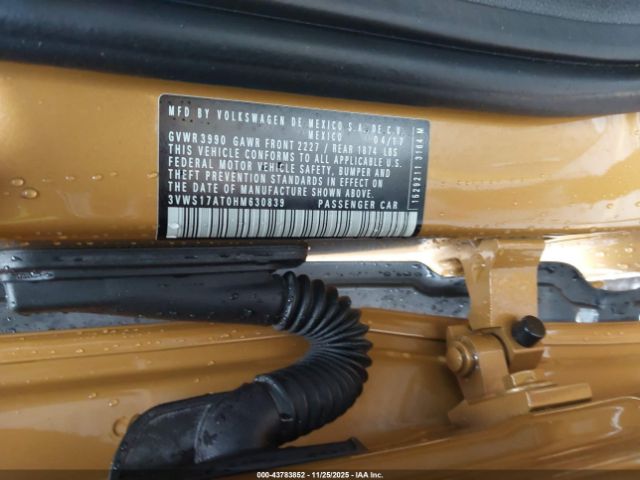 MFD BY VOLKSWAGEN DE MEXICO S.A. DE C.V.
MEXICO 04/17
GVWR 3990 GAWR FRONT 2227 / REAR 1874 LBS
THIS VEHICLE CONFORMS TO ALL APPLICABLE U.S.
FEDERAL MOTOR VEHICLE SAFETY, BUMPER AND
THEFT PREVENTION STANDARDS IN EFFECT ON THE
DATE OF MANUFACTURE SHOWN ABOVE.
3VWS17AT0HM630839 PASSENGER CAR
000-43783852 - 11/25/2025 - IAA Inc.